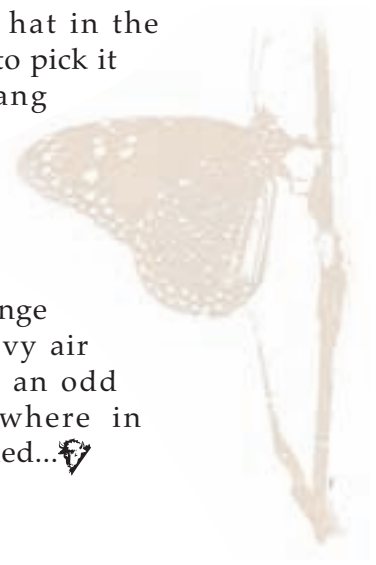 hat in the
to pick it
ang
nge
vy air
an odd
where in
ed...